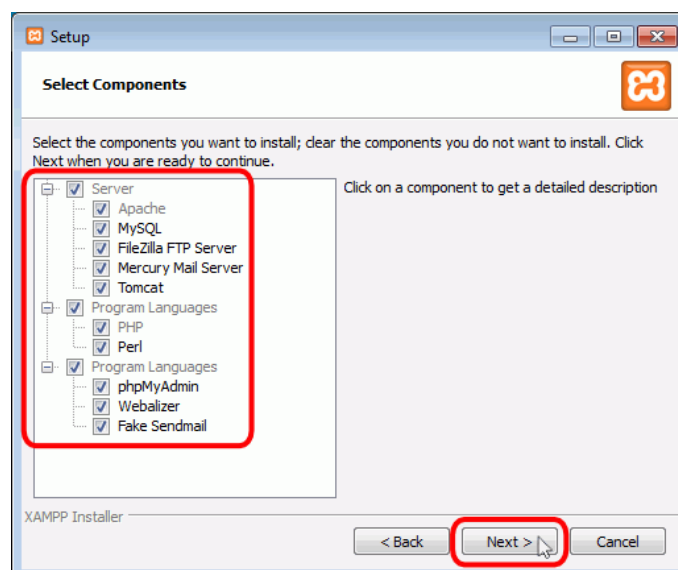 Setup
Select Components
Select the components you want to install; clear the components you do not want to install. Click
Next when you are ready to continue.
Server
Apache
MySQL
FileZilla FTP Server
Mercury Mail Server
Tomcat
Program Languages
PHP
Perl
Program Languages
phpMyAdmin
Webalizer
Fake Sendmail
Click on a component to get a detailed description
XAMPP Installer
< Back Next > Cancel